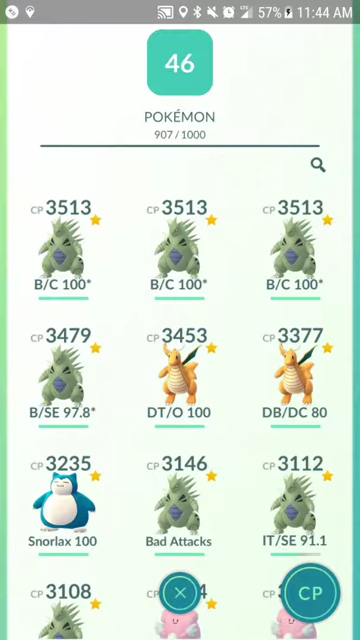 57% 11:44 AM
46
POKÉMON
907 / 1000
CP 3513 CP 3513 CP 3513
B/C 100* B/C 100* B/C 100*
CP 3479 CP 3453 CP 3377
B/SE 97.8* DT/O 100 DB/DC 80
CP 3235 CP 3146 CP 3112
Snorlax 100 Bad Attacks IT/SE 91.1
CP 3108 CP
CP